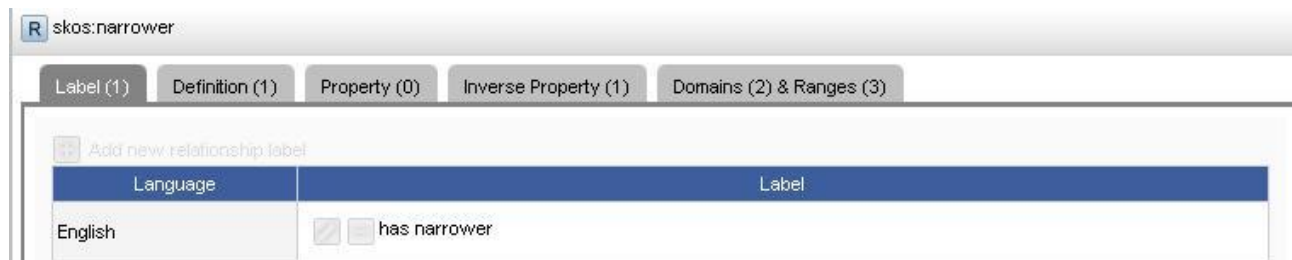 R skos:narrower
Label (1) Definition (1) Property (0) Inverse Property (1) Domains (2) & Ranges (3)
Add new relationship label
Language Label
English has narrower